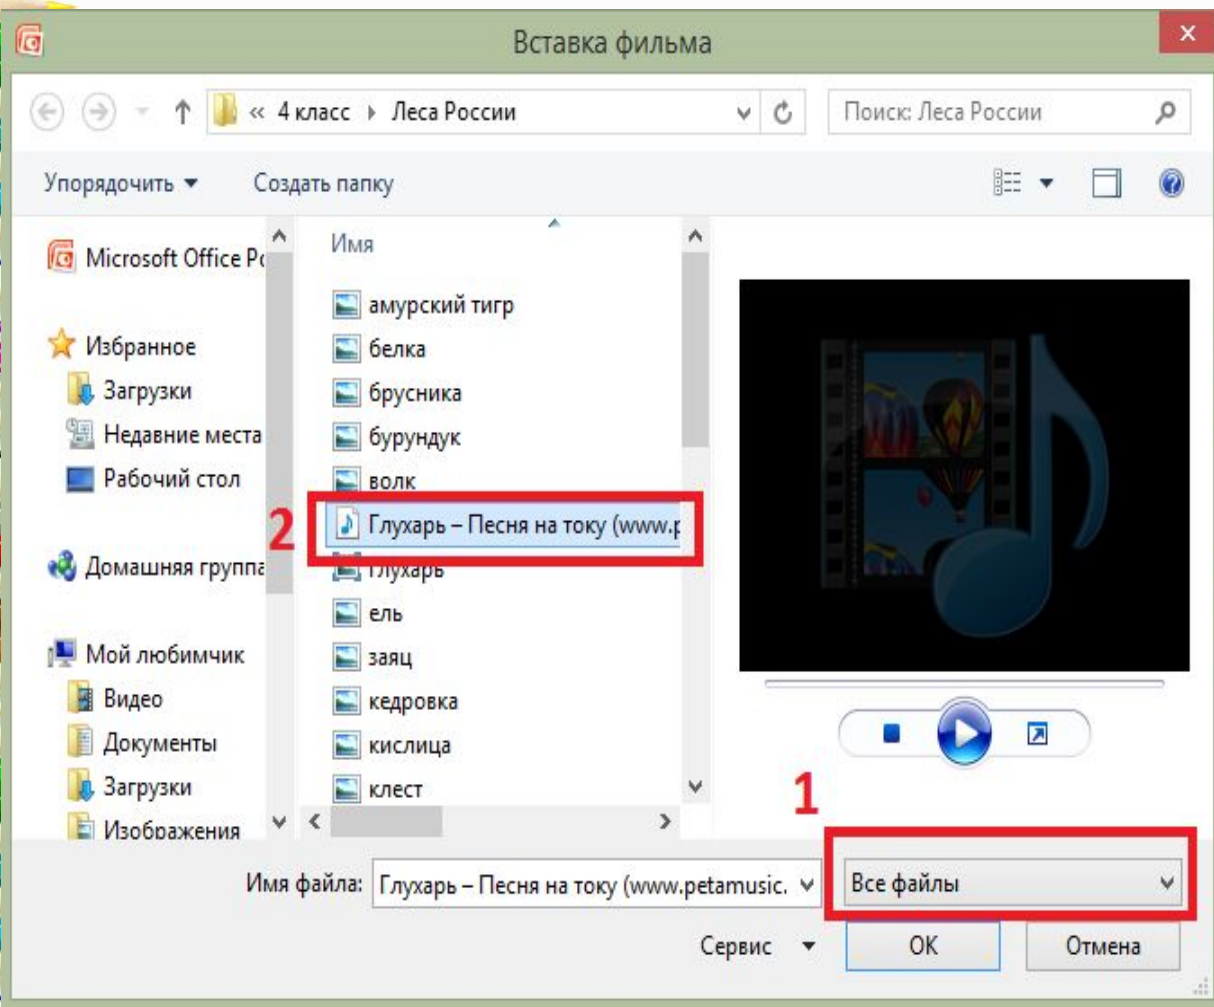 Вставка фильма
x
« 4 класс Леса России
Поиск: Леса России
Упорядочить
Создать папку
Microsoft Office
Избранное
Загрузки
Недавние места
Рабочий стол
Домашняя группа
Мой любимчик
Видео
Документы
Загрузки
Изображения
Имя
амурский тигр
белка
брусника
бурундук
волк
2
Глухарь – Песня на току (www.p
глухарь
ель
заяц
кедровка
кислица
клест
1
Имя файла: Глухарь – Песня на току (www.petamusic.
Все файлы
Сервис
ОК
Отмена